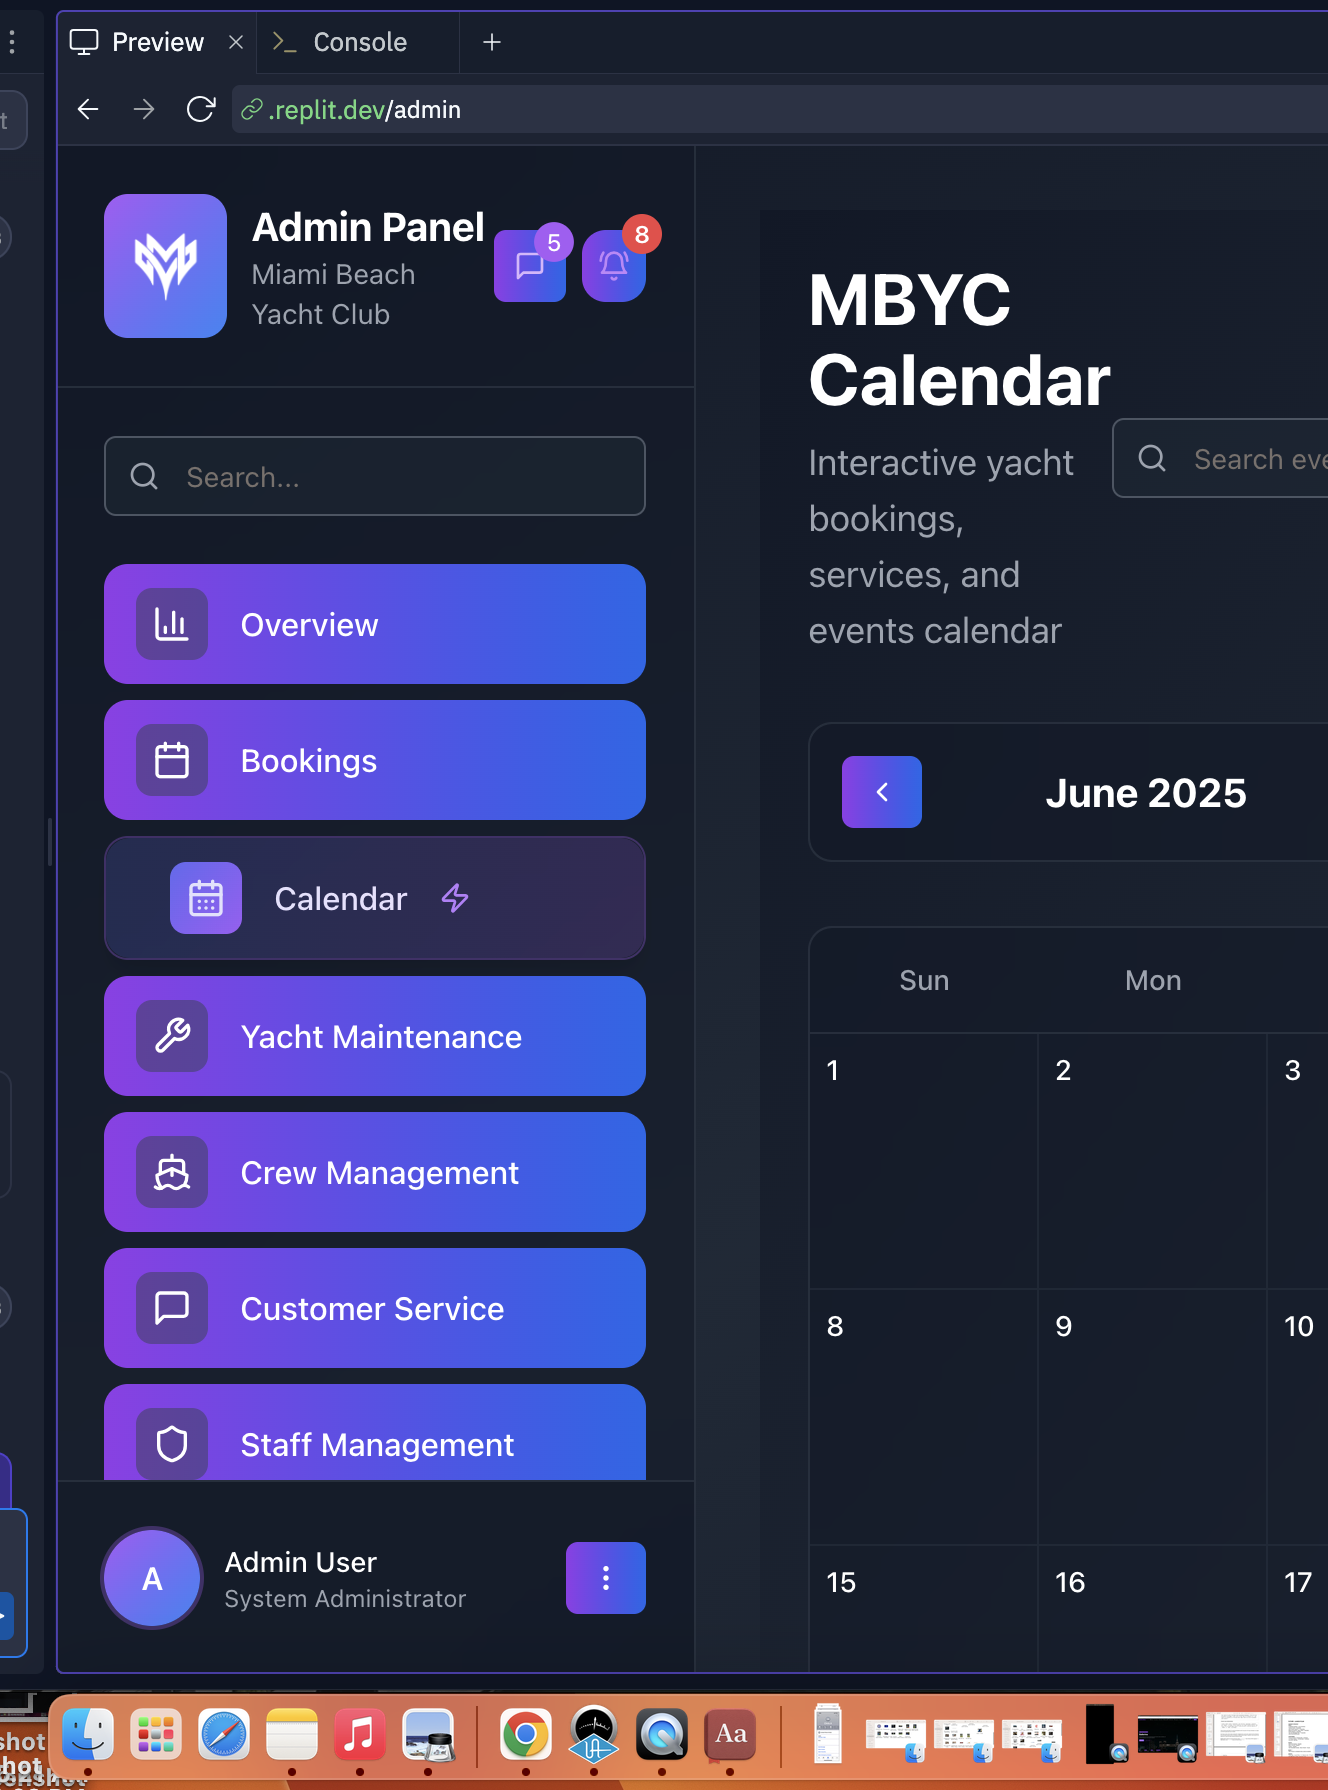 Preview
Console
.replit.dev/admin
Admin Panel
Miami Beach
Yacht Club
5
8
Search...
Overview
Bookings
Calendar
Yacht Maintenance
Crew Management
Customer Service
Staff Management
A
Admin User
System Administrator
MBYC
Calendar
Interactive yacht
bookings,
services, and
events calendar
Search eve
June 2025
Sun
Mon
1
2
3
8
9
10
15
16
17
t
shot
hot
Aa